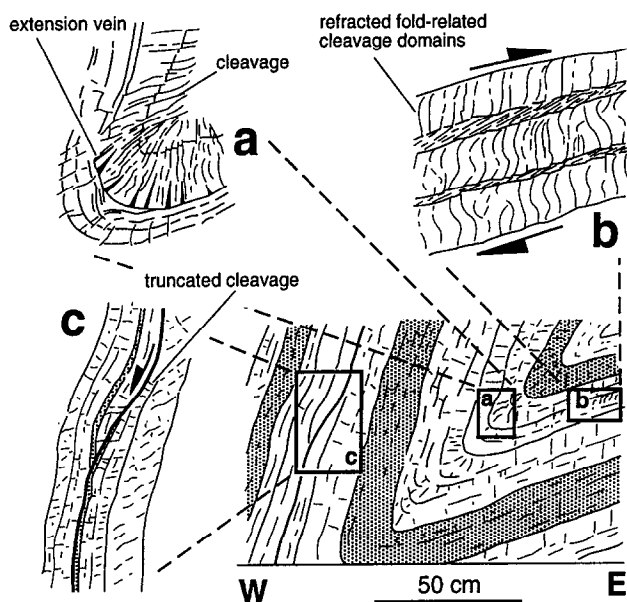 extension vein
cleavage
a
refracted fold-related
cleavage domains
b
truncated cleavage
c
a
b
c
W
50 cm
E